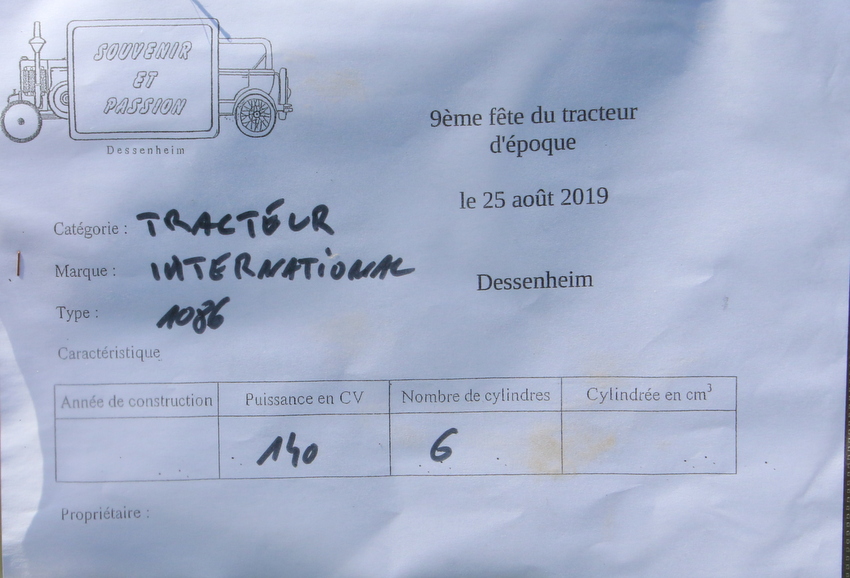 SOUVENIR
ET
PASSION
Dessenheim
9ème fête du tracteur
d'époque
le 25 août 2019
Dessenheim
Catégorie : TRACTÉUR
Marque : INTERNATIONAL
Type : 1086
Caractéristique
Année de construction Puissance en CV Nombre de cylindres Cylindrée en cm³
140 6
Propriétaire :